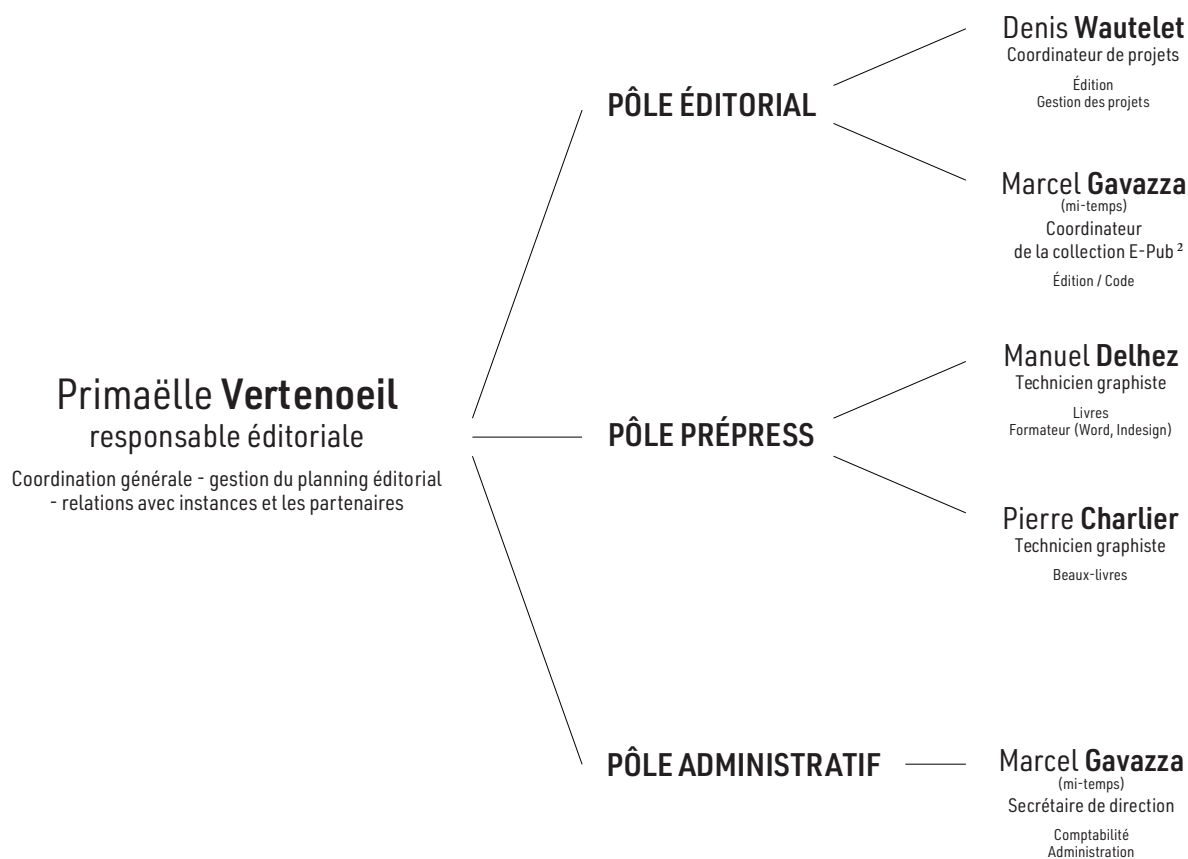 Primaëlle Vertenoeil
responsable éditoriale
Coordination générale - gestion du planning éditorial
- relations avec instances et les partenaires
PÔLE ÉDITORIAL
Denis Wautelet
Coordinateur de projets
Édition
Gestion des projets
Marcel Gavazza
(mi-temps)
Coordinateur
de la collection E-Pub ²
Édition / Code
PÔLE PRÉPRESS
Manuel Delhez
Technicien graphiste
Livres
Formateur (Word, Indesign)
Pierre Charlier
Technicien graphiste
Beaux-livres
PÔLE ADMINISTRATIF
Marcel Gavazza
(mi-temps)
Secrétaire de direction
Comptabilité
Administration